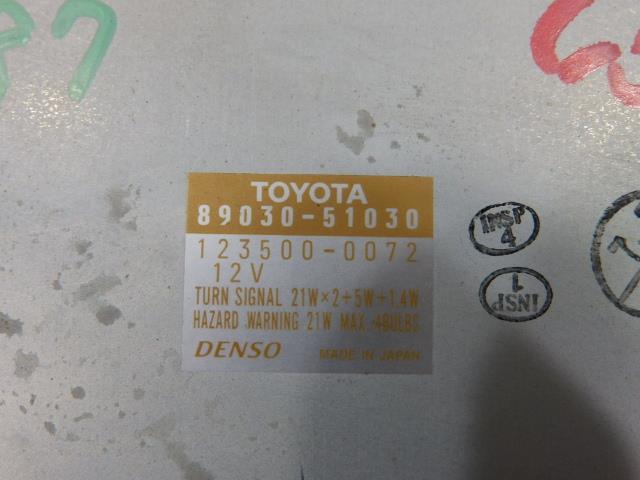 TOYOTA
89030-51030
123500-0072
12V
TURN SIGNAL 21W×2+5W+1.4W
HAZARD WARNING 21W MAX. 4BULBS
DENSO MADE IN JAPAN
INSP
4
INSP
1